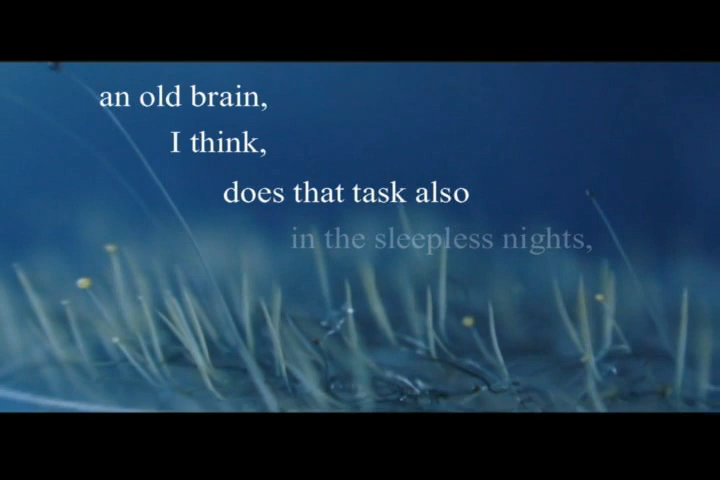 an old brain,
I think,
does that task also
in the sleepless nights,